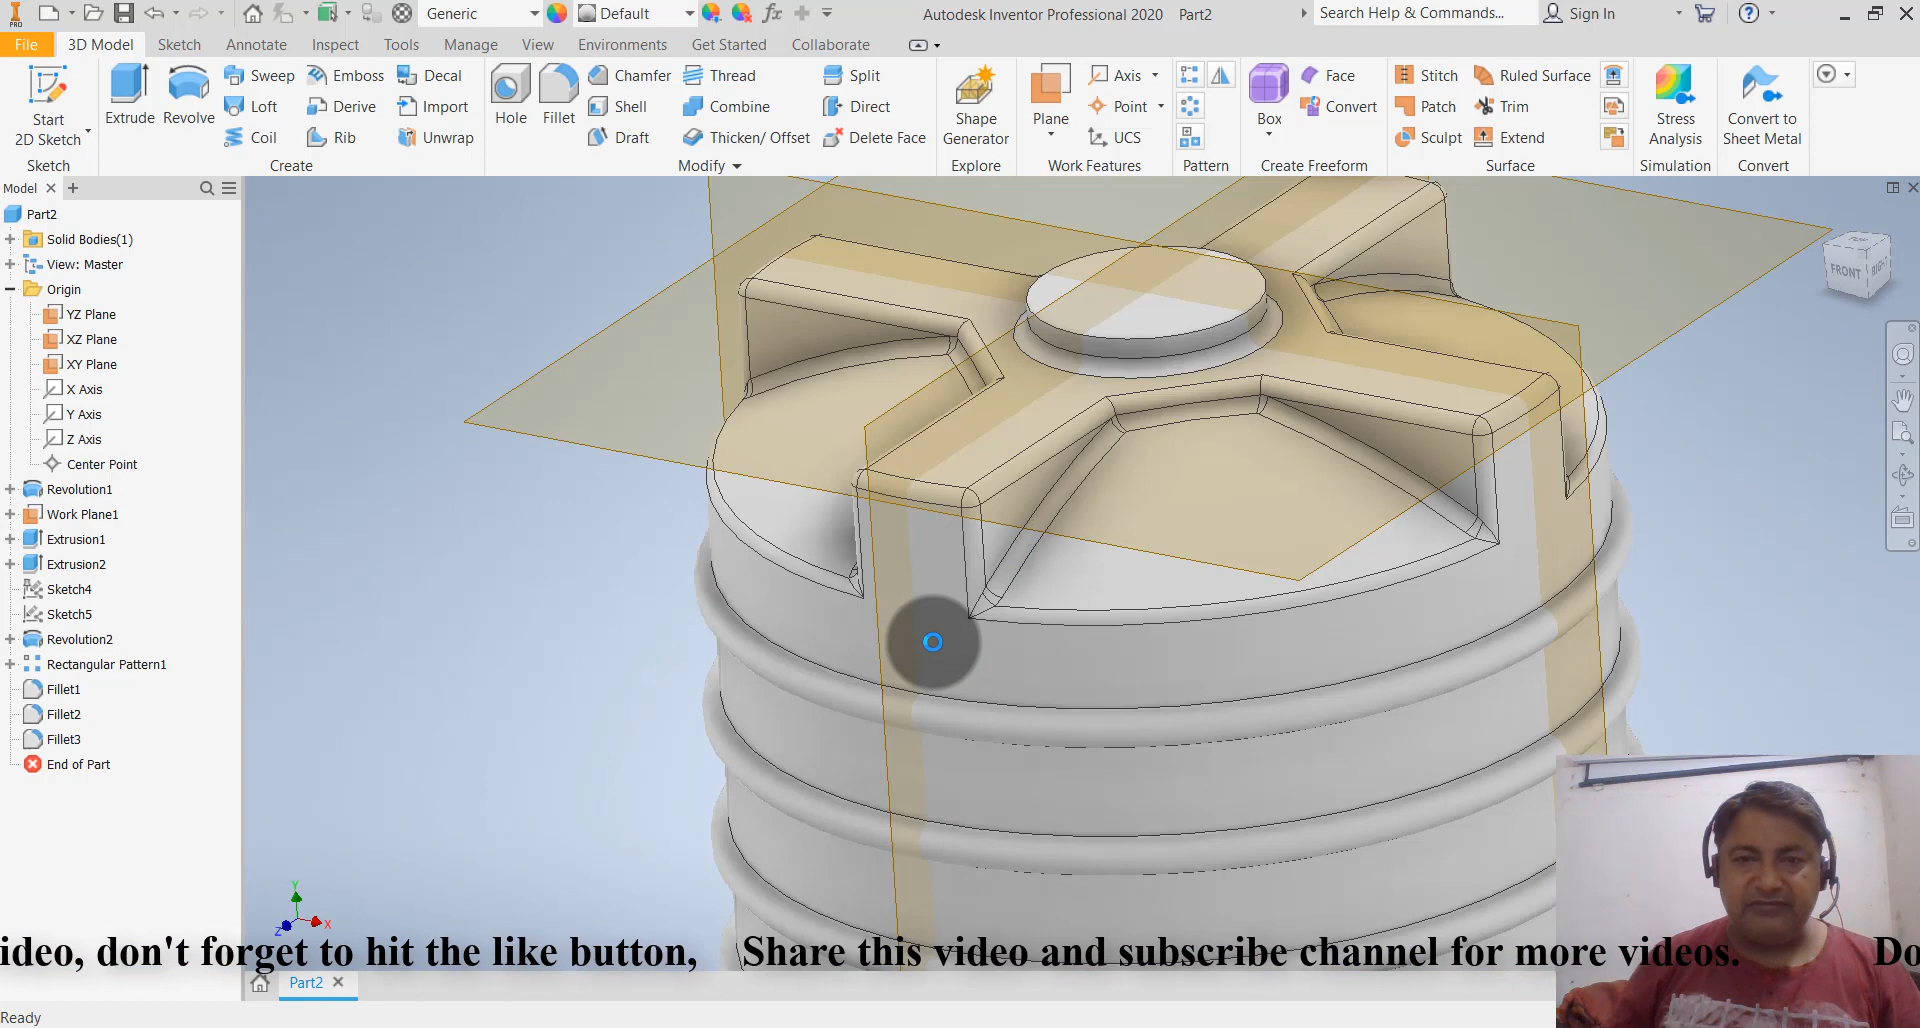 Generic
Default
Autodesk Inventor Professional 2020 Part2
Search Help & Commands...
Sign In
PRO
File
3D Model
Sketch
Annotate
Inspect
Tools
Manage
View
Environments
Get Started
Collaborate
Start
2D Sketch
Sketch
Extrude
Revolve
Sweep
Loft
Coil
Emboss
Derive
Rib
Decal
Import
Unwrap
Create
Hole
Fillet
Chamfer
Shell
Draft
Thread
Combine
Thicken/ Offset
Split
Direct
Delete Face
Modify
Shape
Generator
Explore
Plane
Axis
Point
UCS
Work Features
Pattern
Box
Face
Convert
Create Freeform
Stitch
Patch
Sculpt
Ruled Surface
Trim
Extend
Surface
Stress
Analysis
Simulation
Convert to
Sheet Metal
Convert
Model
Part2
Solid Bodies(1)
View: Master
Origin
YZ Plane
XZ Plane
XY Plane
X Axis
Y Axis
Z Axis
Center Point
Revolution1
Work Plane1
Extrusion1
Extrusion2
Sketch4
Sketch5
Revolution2
Rectangular Pattern1
Fillet1
Fillet2
Fillet3
End of Part
FRONT
RIGHT
Y
X
Z
ideo, don't forget to hit the like button, Share this video and subscribe channel for more videos. Do
Part2
Ready